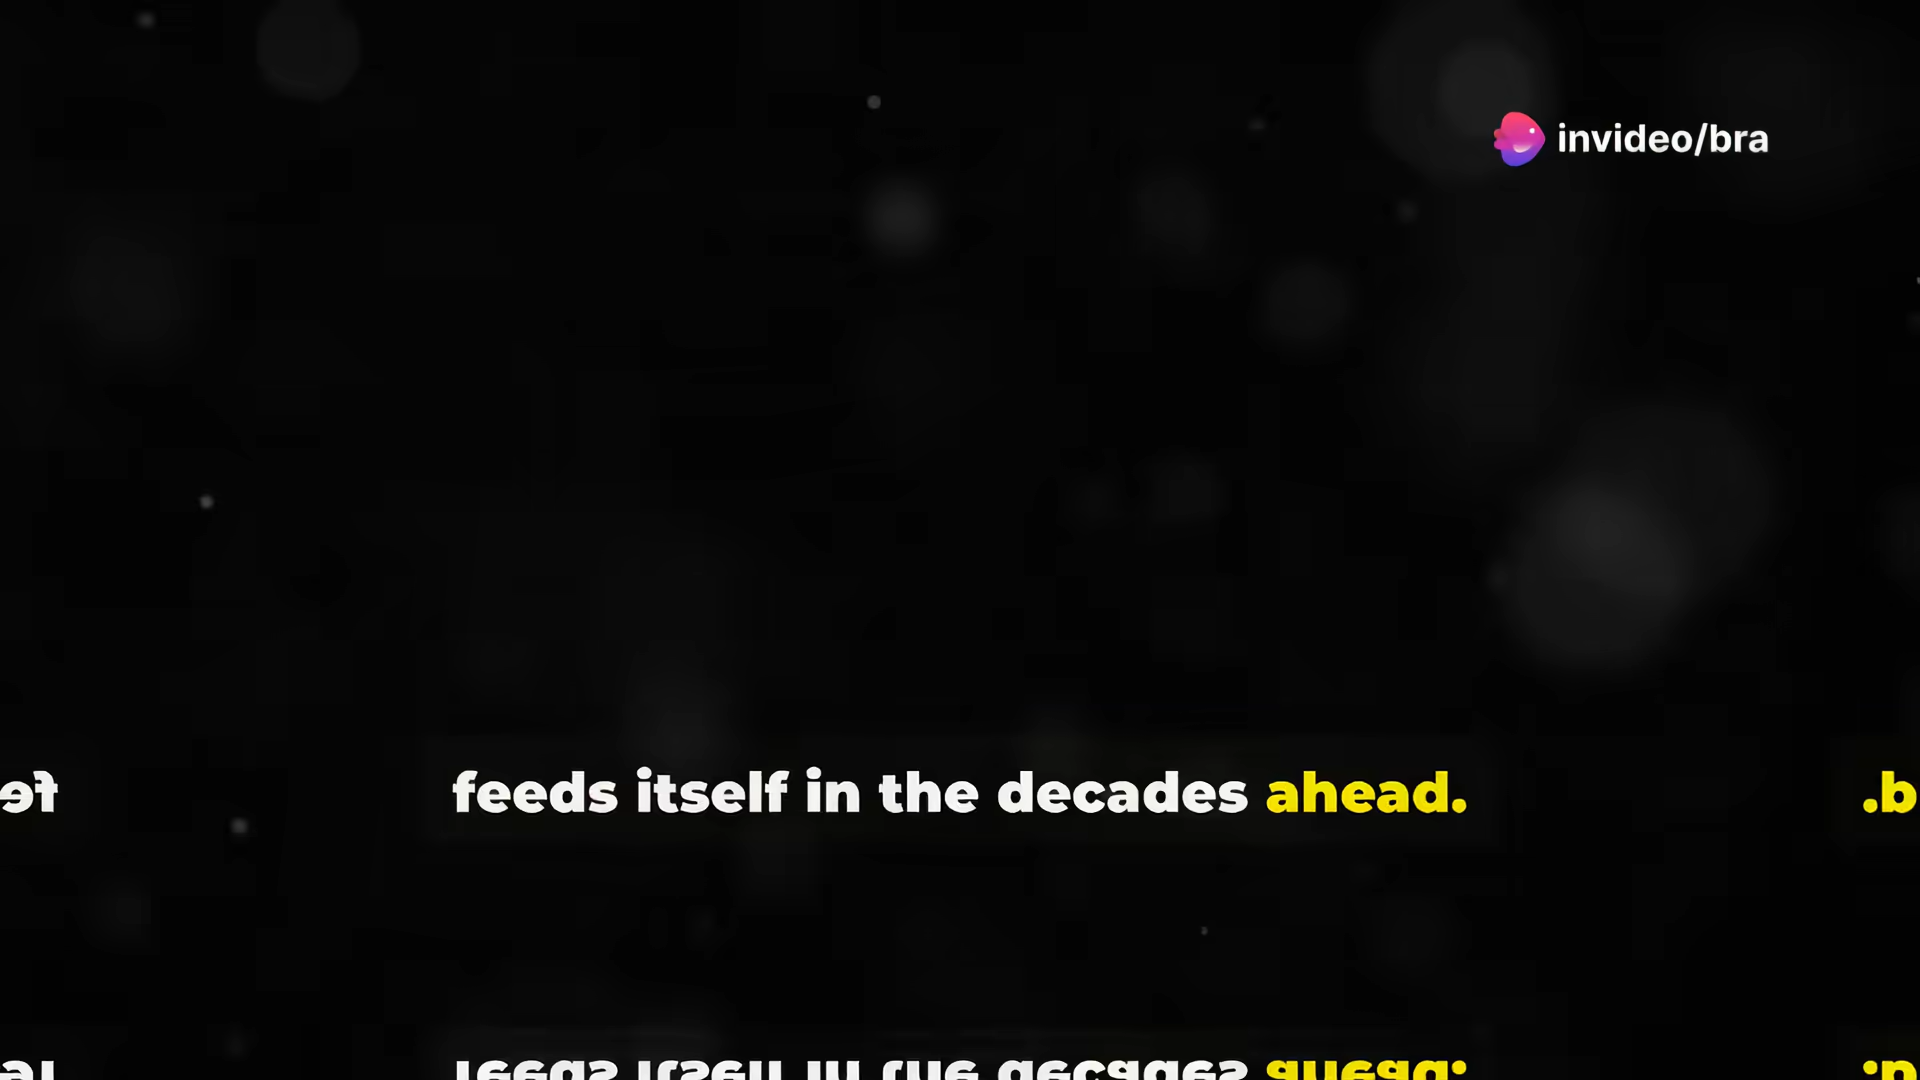 invideo/bra
feeds itself in the decades ahead.